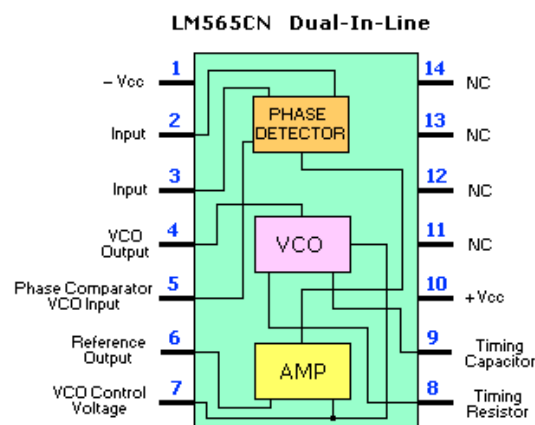 LM565CN Dual-In-Line
1
– Vcc
2
Input
3
Input
4
VCO
Output
5
Phase Comparator
VCO Input
6
Reference
Output
7
VCO Control
Voltage
PHASE
DETECTOR
VCO
AMP
14
NC
13
NC
12
NC
11
NC
10
+Vcc
9
Timing
Capacitor
8
Timing
Resistor